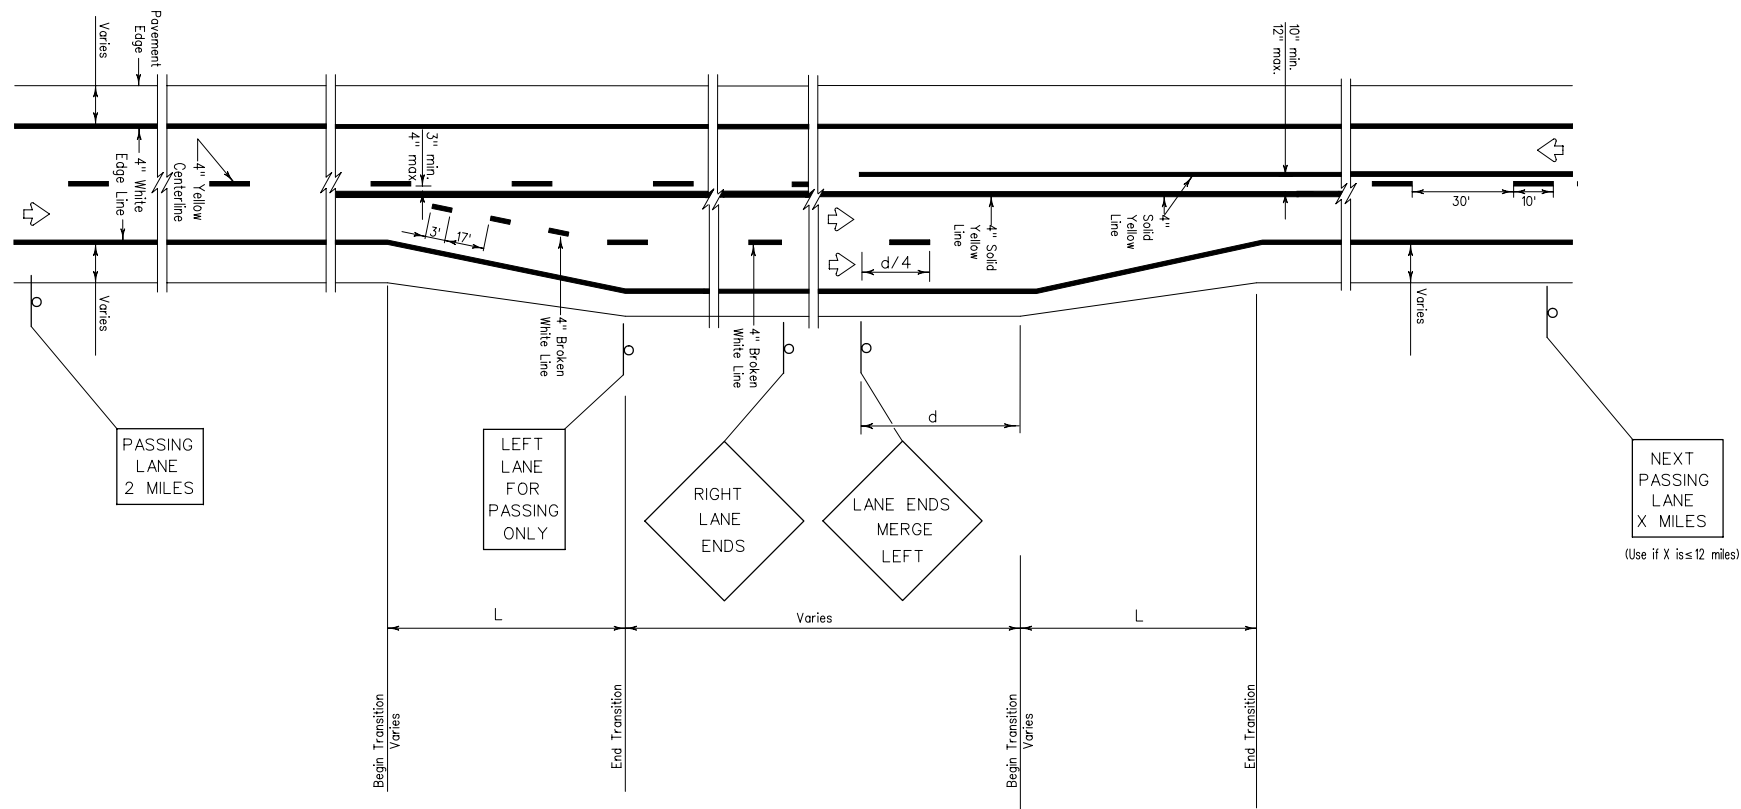 Varies
Pavement
Edge
10" min.
12" max.
3" min.
4" max
4" White
Edge Line
4" Yellow
Centerline
30'
10'
3'
17'
4"
Solid
Yellow
Line
4" Solid
Yellow
Line
d/4
Varies
Varies
4" Broken
White Line
4" Broken
White Line
d
PASSING
LANE
2 MILES
LEFT
LANE
FOR
PASSING
ONLY
RIGHT
LANE
ENDS
LANE ENDS
MERGE
LEFT
NEXT
PASSING
LANE
X MILES
(Use if X is≤12 miles)
L
Varies
L
Begin Transition
Varies
End Transition
Begin Transition
Varies
End Transition